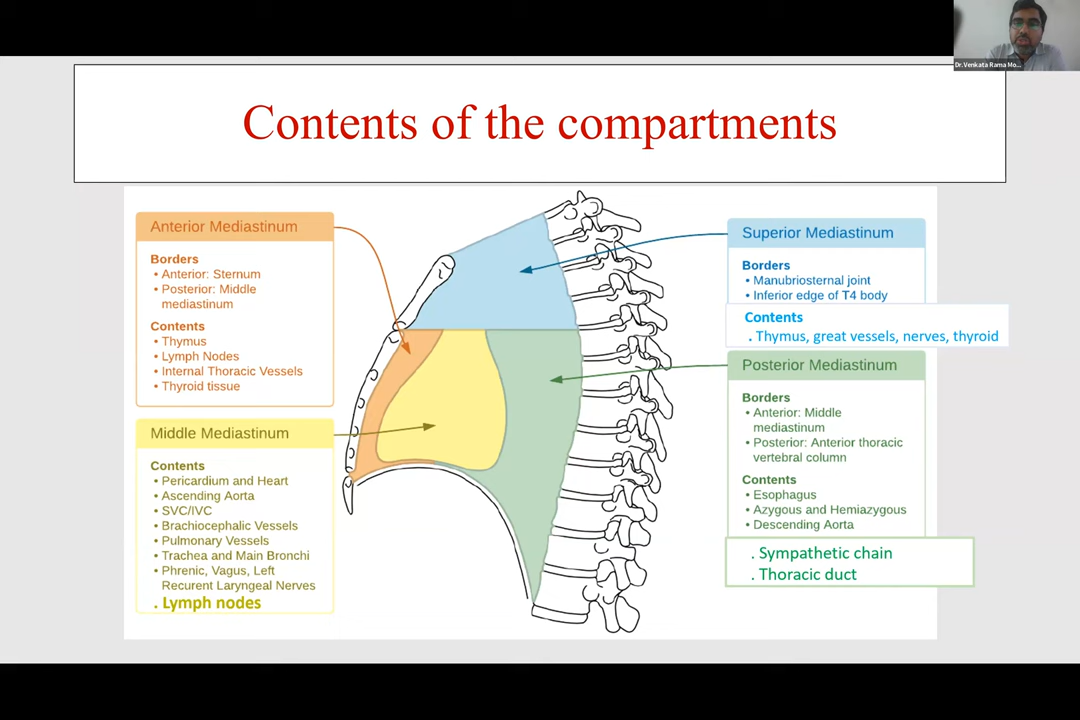 Dr.Venkata Rama Mo...
Contents of the compartments
Anterior Mediastinum
Borders
• Anterior: Sternum
• Posterior: Middle
mediastinum
Contents
• Thymus
• Lymph Nodes
• Internal Thoracic Vessels
• Thyroid tissue
Middle Mediastinum
Contents
• Pericardium and Heart
• Ascending Aorta
• SVC/IVC
• Brachiocephalic Vessels
• Pulmonary Vessels
• Trachea and Main Bronchi
• Phrenic, Vagus, Left
Recurent Laryngeal Nerves
. Lymph nodes
Superior Mediastinum
Borders
• Manubriosternal joint
• Inferior edge of T4 body
Contents
. Thymus, great vessels, nerves, thyroid
Posterior Mediastinum
Borders
• Anterior: Middle
mediastinum
• Posterior: Anterior thoracic
vertebral column
Contents
• Esophagus
• Azygous and Hemiazygous
• Descending Aorta
. Sympathetic chain
. Thoracic duct